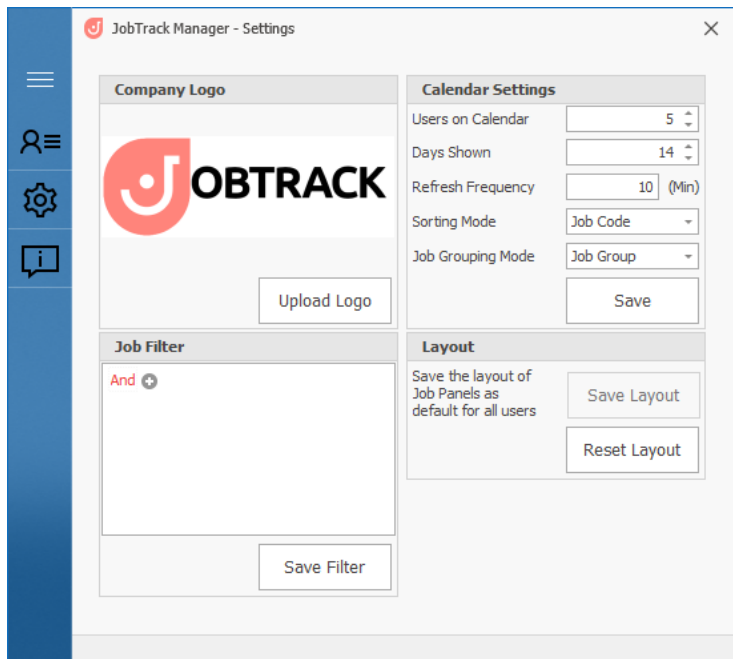 JobTrack Manager - Settings
Company Logo
OBTRACK
Upload Logo
Calendar Settings
Users on Calendar 5
Days Shown 14
Refresh Frequency 10 (Min)
Sorting Mode Job Code
Job Grouping Mode Job Group
Save
Job Filter
And
Save Filter
Layout
Save the layout of
Job Panels as
default for all users
Save Layout
Reset Layout